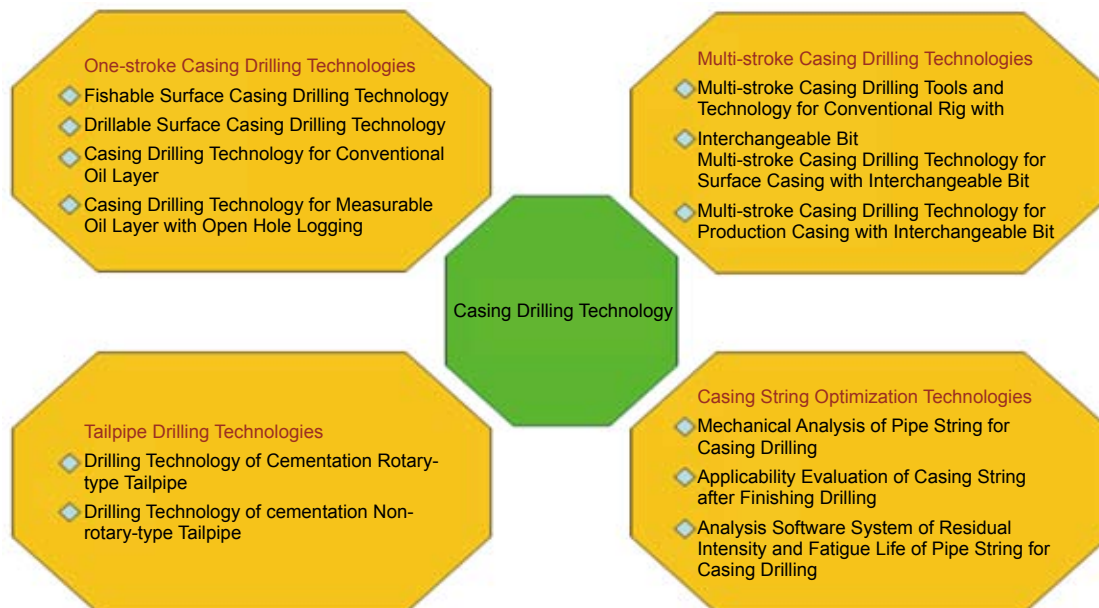 One-stroke Casing Drilling Technologies
Fishable Surface Casing Drilling Technology
Drillable Surface Casing Drilling Technology
Casing Drilling Technology for Conventional
Oil Layer
Casing Drilling Technology for Measurable
Oil Layer with Open Hole Logging
Multi-stroke Casing Drilling Technologies
Multi-stroke Casing Drilling Tools and
Technology for Conventional Rig with
Interchangeable Bit
Multi-stroke Casing Drilling Technology for
Surface Casing with Interchangeable Bit
Multi-stroke Casing Drilling Technology for
Production Casing with Interchangeable Bit
Casing Drilling Technology
Tailpipe Drilling Technologies
Drilling Technology of Cementation Rotary-
type Tailpipe
Drilling Technology of cementation Non-
rotary-type Tailpipe
Casing String Optimization Technologies
Mechanical Analysis of Pipe String for
Casing Drilling
Applicability Evaluation of Casing String
after Finishing Drilling
Analysis Software System of Residual
Intensity and Fatigue Life of Pipe String for
Casing Drilling